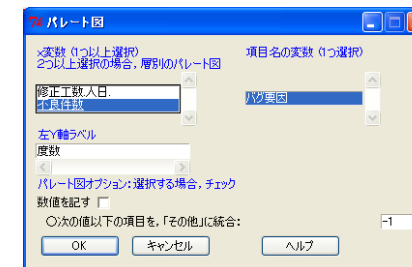 パレート図
x変数 (1つ以上選択)
2つ以上選択の場合, 層別のパレート図
項目名の変数 (1つ選択)
修正工数.人日.
不良件数
バグ要因
左Y軸ラベル
度数
パレート図オプション:選択する場合, チェック
数値を記す
次の値以下の項目を, 「その他」に統合:
-1
OK
キャンセル
ヘルプ